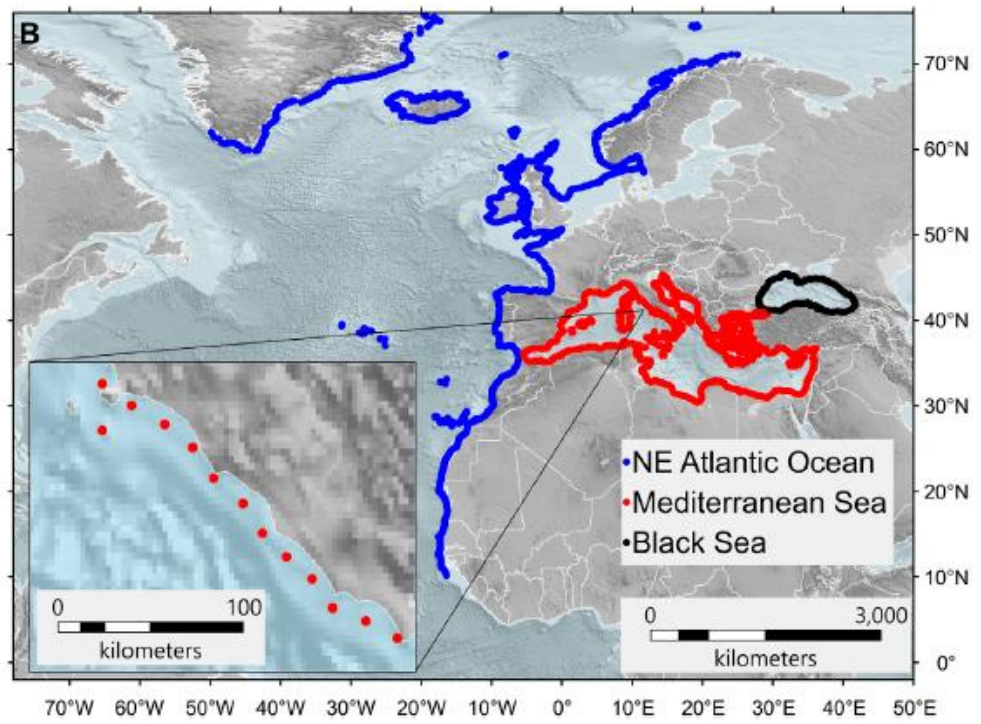 B
70°N
60°N
50°N
40°N
30°N
20°N
10°N
0°
NE Atlantic Ocean
Mediterranean Sea
Black Sea
0 100
kilometers
0 3,000
kilometers
70°W 60°W 50°W 40°W 30°W 20°W 10°W 0° 10°E 20°E 30°E 40°E 50°E